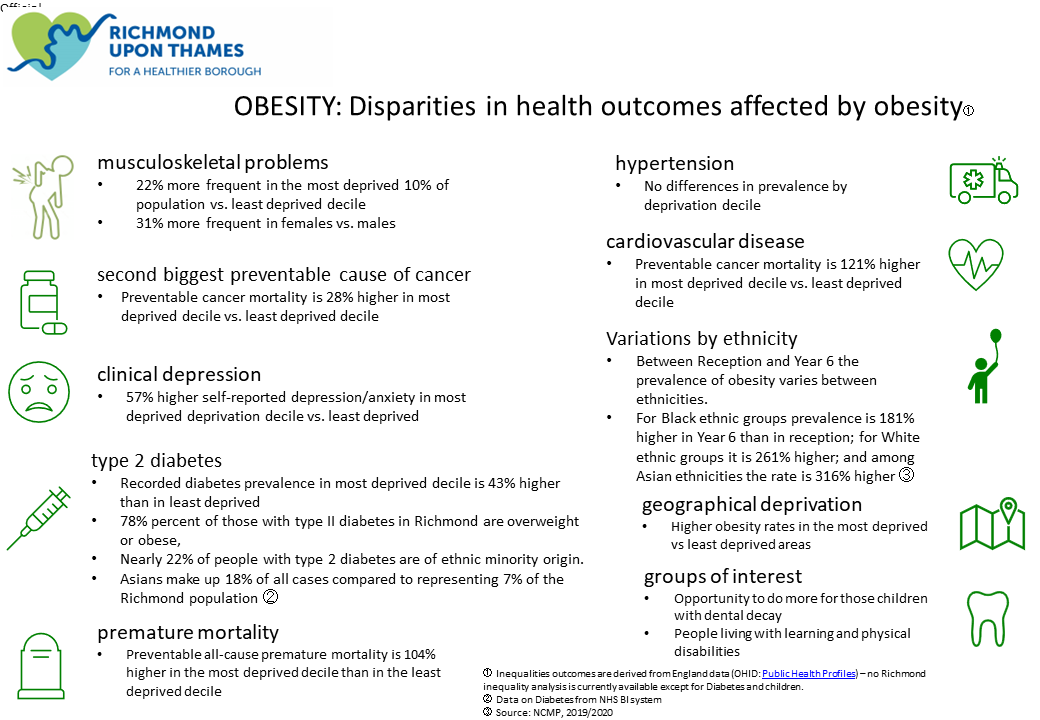 Official
RICHMOND
UPON THAMES
FOR A HEALTHIER BOROUGH
OBESITY: Disparities in health outcomes affected by obesity①
musculoskeletal problems
• 22% more frequent in the most deprived 10% of
population vs. least deprived decile
• 31% more frequent in females vs. males
second biggest preventable cause of cancer
• Preventable cancer mortality is 28% higher in most
deprived decile vs. least deprived decile
clinical depression
• 57% higher self-reported depression/anxiety in most
deprived deprivation decile vs. least deprived
type 2 diabetes
• Recorded diabetes prevalence in most deprived decile is 43% higher
than in least deprived
• 78% percent of those with type II diabetes in Richmond are overweight
or obese,
• Nearly 22% of people with type 2 diabetes are of ethnic minority origin.
• Asians make up 18% of all cases compared to representing 7% of the
Richmond population ②
premature mortality
• Preventable all-cause premature mortality is 104%
higher in the most deprived decile than in the least
deprived decile
hypertension
• No differences in prevalence by
deprivation decile
cardiovascular disease
• Preventable cancer mortality is 121% higher
in most deprived decile vs. least deprived
decile
Variations by ethnicity
• Between Reception and Year 6 the
prevalence of obesity varies between
ethnicities.
• For Black ethnic groups prevalence is 181%
higher in Year 6 than in reception; for White
ethnic groups it is 261% higher; and among
Asian ethnicities the rate is 316% higher ③
geographical deprivation
• Higher obesity rates in the most deprived
vs least deprived areas
groups of interest
• Opportunity to do more for those children
with dental decay
• People living with learning and physical
disabilities
① Inequalities outcomes are derived from England data (OHID: Public Health Profiles) – no Richmond
inequality analysis is currently available except for Diabetes and children.
② Data on Diabetes from NHS BI system
③ Source: NCMP, 2019/2020